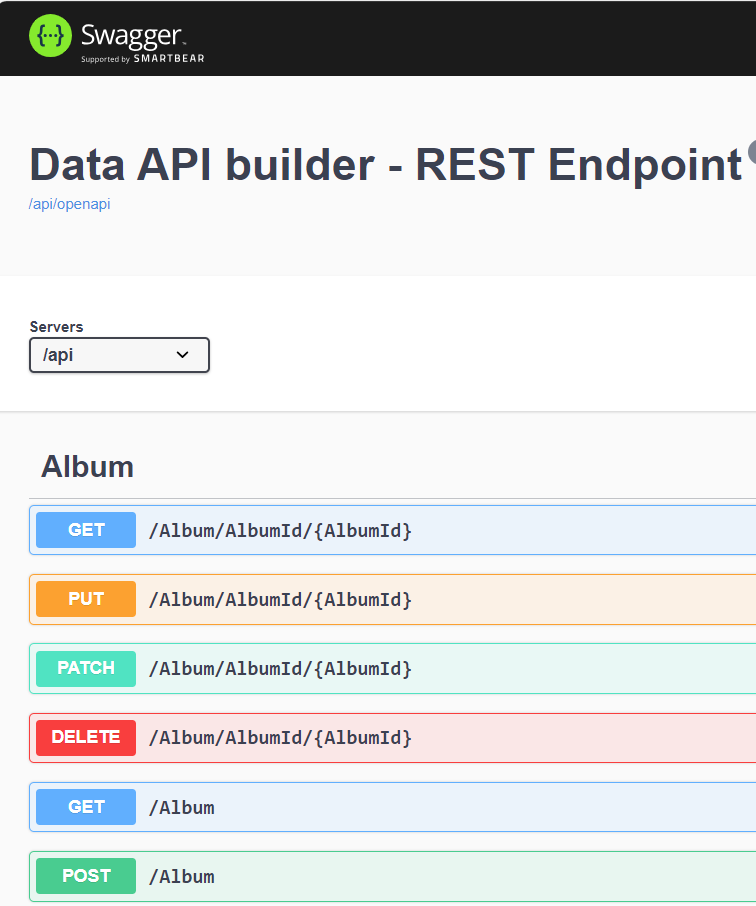 {···} Swagger™
Supported by SMARTBEAR
Data API builder - REST Endpoint
/api/openapi
Servers
/api
Album
GET /Album/AlbumId/{AlbumId}
PUT /Album/AlbumId/{AlbumId}
PATCH /Album/AlbumId/{AlbumId}
DELETE /Album/AlbumId/{AlbumId}
GET /Album
POST /Album